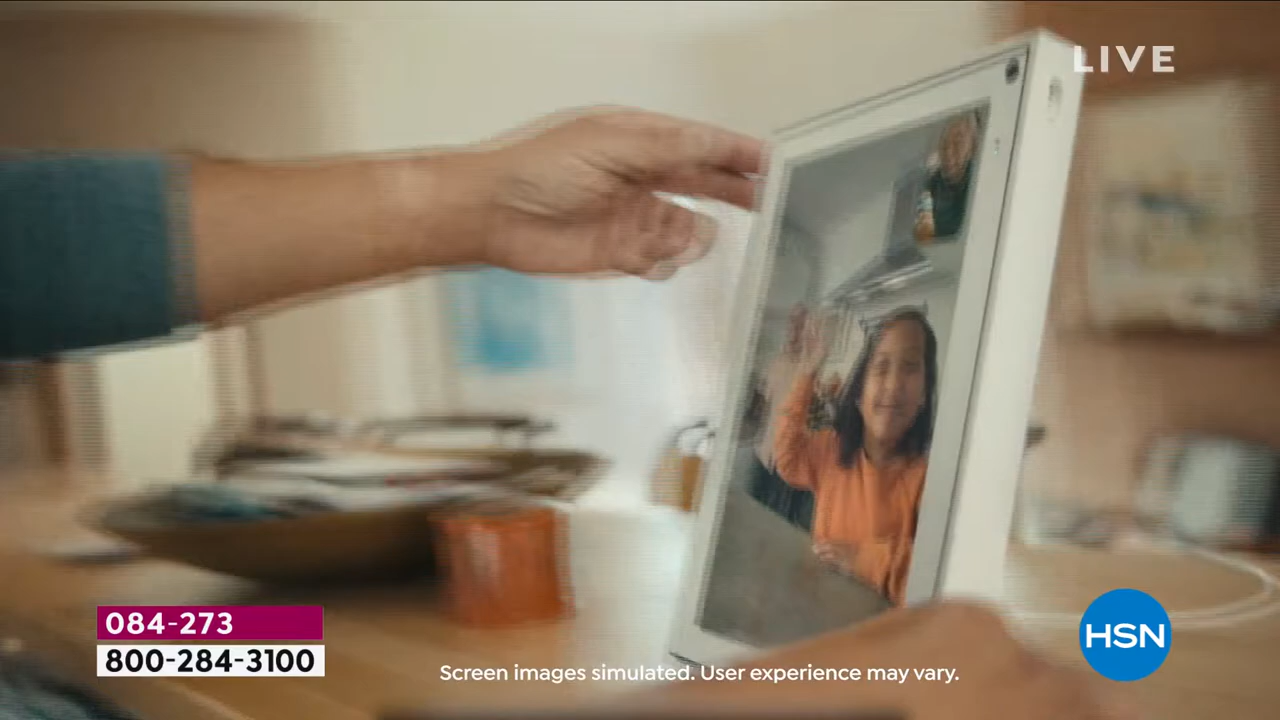 LIVE
084-273
800-284-3100
Screen images simulated. User experience may vary.
HSN